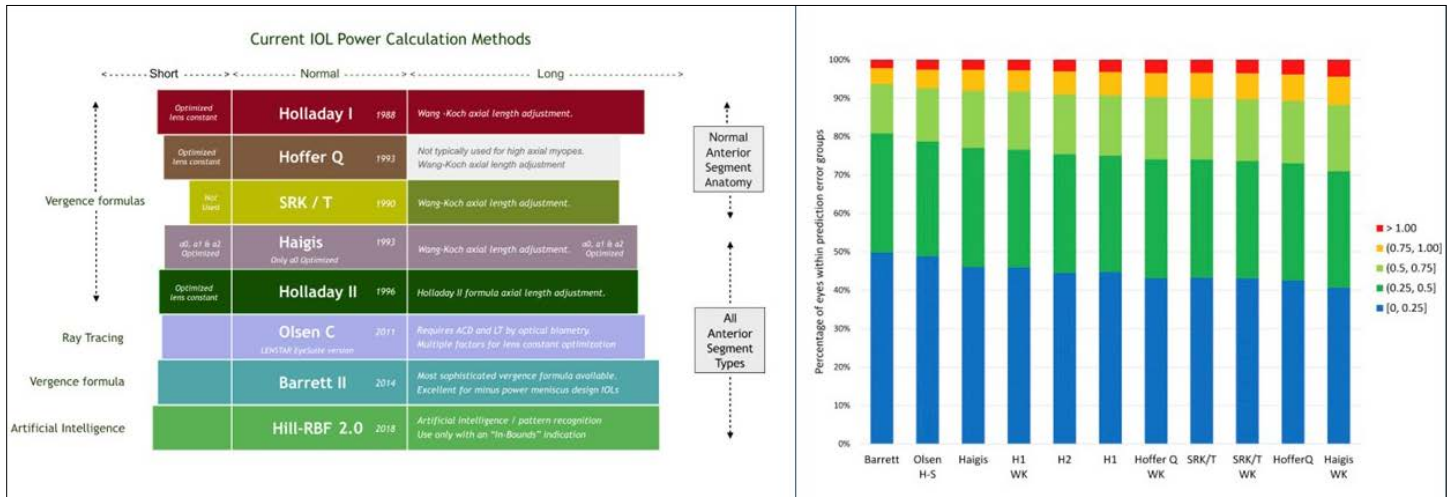 Current IOL Power Calculation Methods
Short Normal Long
Optimized
lens constant
Holladay I 1988
Wang -Koch axial length adjustment.
Optimized
lens constant
Hoffer Q 1993
Not typically used for high axial myopes.
Wang-Koch axial length adjustment
Not
Used
SRK / T 1990
Wang-Koch axial length adjustment.
a0, a1 & a2
Optimized
Haigis 1993
Only a0 Optimized
Wang-Koch axial length adjustment.
a0, a1 & a2
Optimized
Optimized
lens constant
Holladay II 1996
Holladay II formula axial length adjustment.
Olsen C 2011
LENSTAR EyeSuite version
Requires ACD and LT by optical biometry.
Multiple factors for lens constant optimization
Barrett II 2014
Most sophisticated vergence formula available.
Excellent for minus power meniscus design IOLs
Hill-RBF 2.0 2018
Artificial Intelligence / pattern recognition
Use only with an "In-Bounds" indication
Vergence formulas
Ray Tracing
Vergence formula
Artificial Intelligence
Normal
Anterior
Segment
Anatomy
All
Anterior
Segment
Types
Percentage of eyes within prediction error groups
100%
90%
80%
70%
60%
50%
40%
30%
20%
10%
0%
Barrett
Olsen
H-S
Haigis
H1
WK
H2
H1
Hoffer Q
WK
SRK/T
SRK/T
WK
HofferQ
Haigis
WK
> 1.00
(0.75, 1.00]
(0.5, 0.75]
(0.25, 0.5]
[0, 0.25]